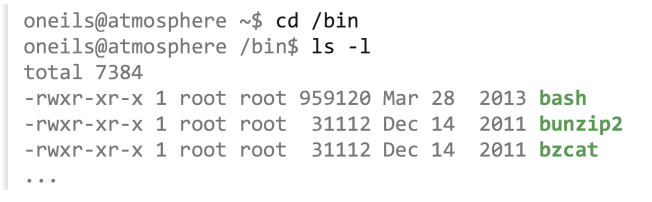 oneils@atmosphere ~$ cd /bin
oneils@atmosphere /bin$ ls -l
total 7384
-rwxr-xr-x 1 root root 959120 Mar 28  2013 bash
-rwxr-xr-x 1 root root  31112 Dec 14  2011 bunzip2
-rwxr-xr-x 1 root root  31112 Dec 14  2011 bzcat
...